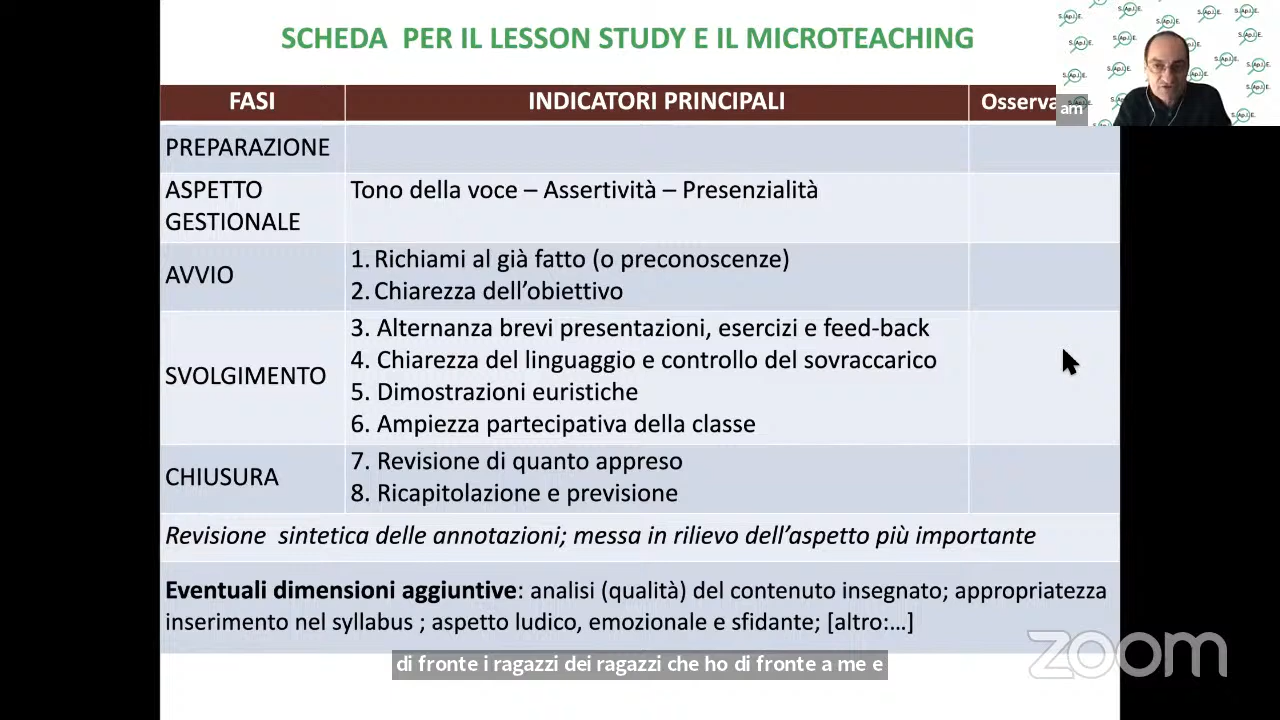 SCHEDA PER IL LESSON STUDY E IL MICROTEACHING
FASI INDICATORI PRINCIPALI Osserva
am
PREPARAZIONE
ASPETTO GESTIONALE
Tono della voce – Assertività – Presenzialità
AVVIO
1. Richiami al già fatto (o preconoscenze)
2. Chiarezza dell'obiettivo
SVOLGIMENTO
3. Alternanza brevi presentazioni, esercizi e feed-back
4. Chiarezza del linguaggio e controllo del sovraccarico
5. Dimostrazioni euristiche
6. Ampiezza partecipativa della classe
CHIUSURA
7. Revisione di quanto appreso
8. Ricapitolazione e previsione
Revisione sintetica delle annotazioni; messa in rilievo dell'aspetto più importante
Eventuali dimensioni aggiuntive: analisi (qualità) del contenuto insegnato; appropriatezza
inserimento nel syllabus ; aspetto ludico, emozionale e sfidante; [altro:…]
zoom
di fronte i ragazzi dei ragazzi che ho di fronte a me e